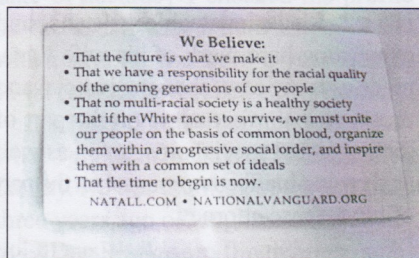 We Believe:
• That the future is what we make it
• That we have a responsibility for the racial quality
of the coming generations of our people
• That no multi-racial society is a healthy society
• That if the White race is to survive, we must unite
our people on the basis of common blood, organize
them within a progressive social order, and inspire
them with a common set of ideals
• That the time to begin is now.
NATALL.COM • NATIONALVANGUARD.ORG